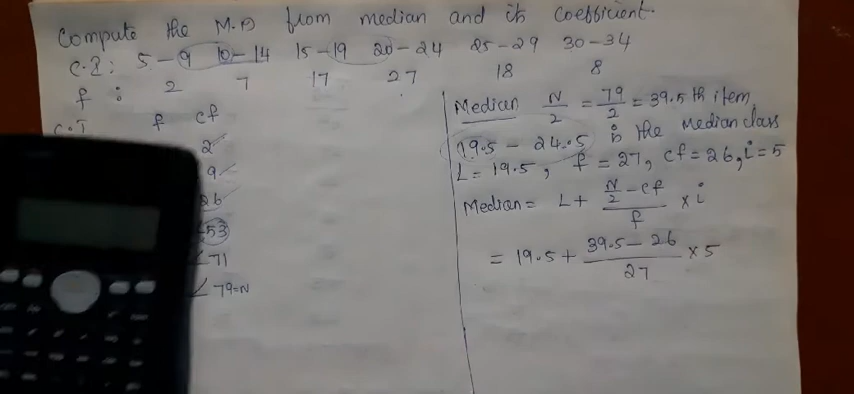 Compute the M.D from median and its coefficient.
C.I: 5-9 10-14 15-19 20-24 25-29 30-34
f : 2 7 17 27 18 8
C.I f cf
2
9
26
53
71
79=N
Median N/2 = 79/2 = 39.5th item
19.5 - 24.5 is the Median class
L = 19.5, f = 27, cf = 26, i = 5
Median = L + (N/2 - cf)/f × i
= 19.5 + (39.5 - 26)/27 × 5